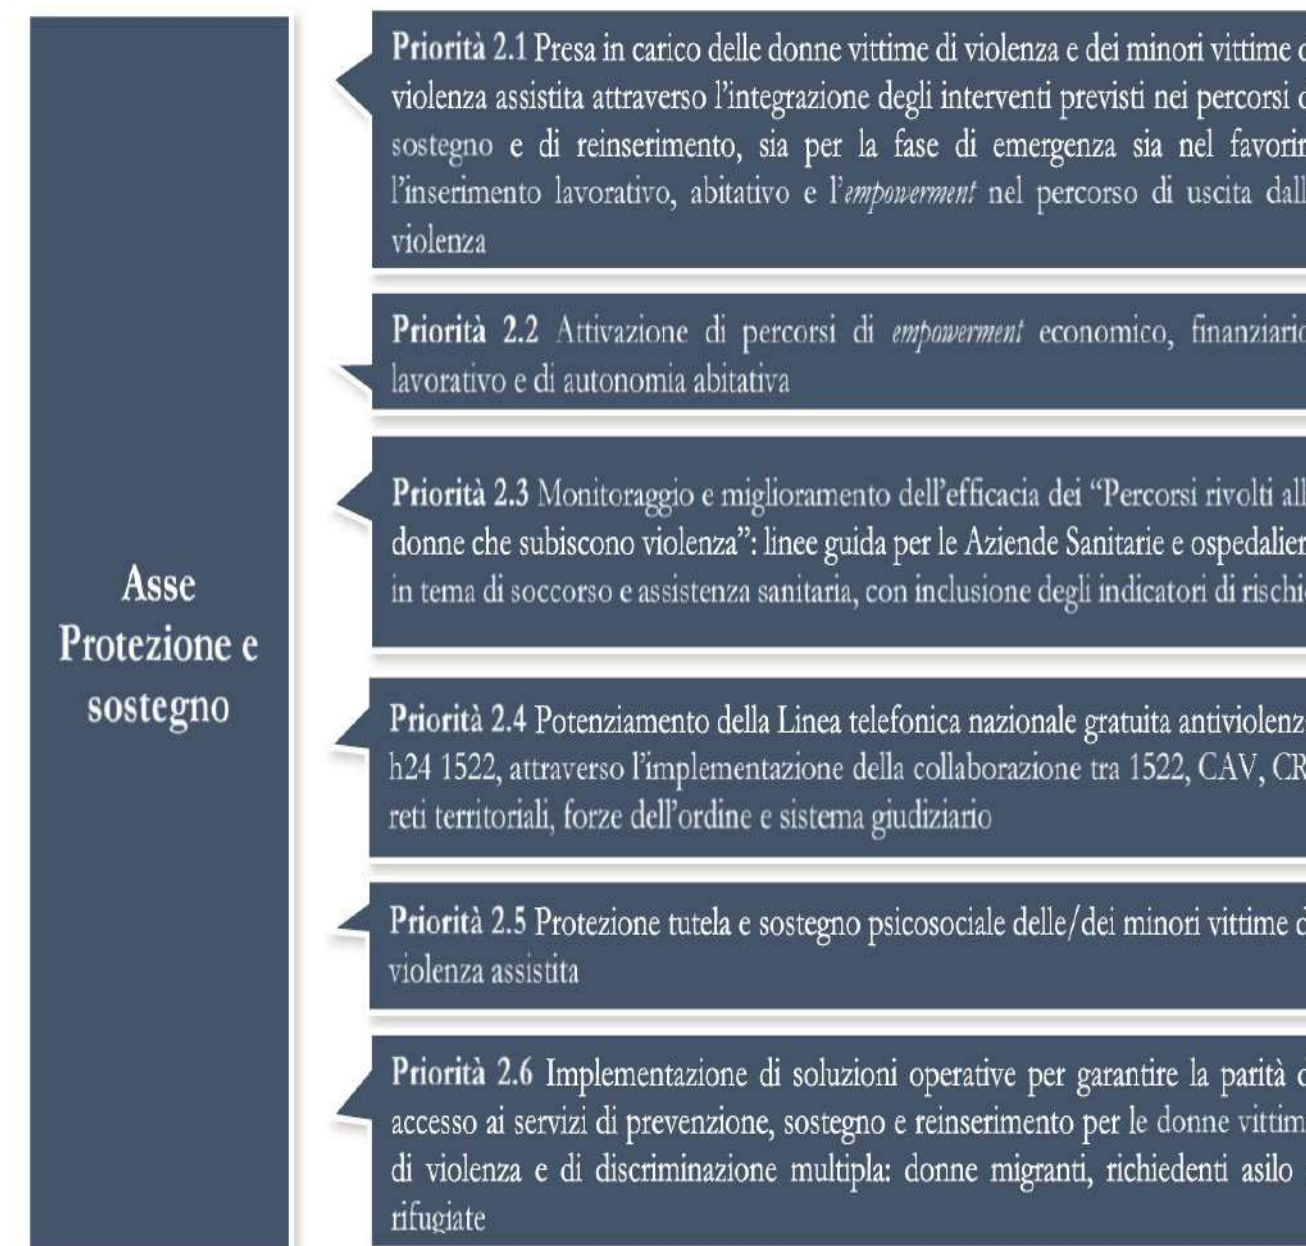 Asse
Protezione e
sostegno
Priorità 2.1 Presa in carico delle donne vittime di violenza e dei minori vittime
violenza assistita attraverso l'integrazione degli interventi previsti nei percorsi
sostegno e di reinserimento, sia per la fase di emergenza sia nel
l'inserimento lavorativo, abitativo e l'empowerment nel percorso di uscita
violenza
Priorità 2.2 Attivazione di percorsi di empowerment economico,
lavorativo e di autonomia abitativa
Priorità 2.3 Monitoraggio e miglioramento dell'efficacia dei “Percorsi rivolti
donne che subiscono violenza”: linee guida per le Aziende Sanitarie e
in tema di soccorso e assistenza sanitaria, con inclusione degli indicatori di
Priorità 2.4 Potenziamento della Linea telefonica nazionale gratuita
h24 1522, attraverso l'implementazione della collaborazione tra 1522, CAV,
reti territoriali, forze dell'ordine e sistema giudiziario
Priorità 2.5 Protezione tutela e sostegno psicosociale delle/dei minori vittime
violenza assistita
Priorità 2.6 Implementazione di soluzioni operative per garantire la parità
accesso ai servizi di prevenzione, sostegno e reinserimento per le donne
di violenza e di discriminazione multipla: donne migranti, richiedenti asilo
rifugiate